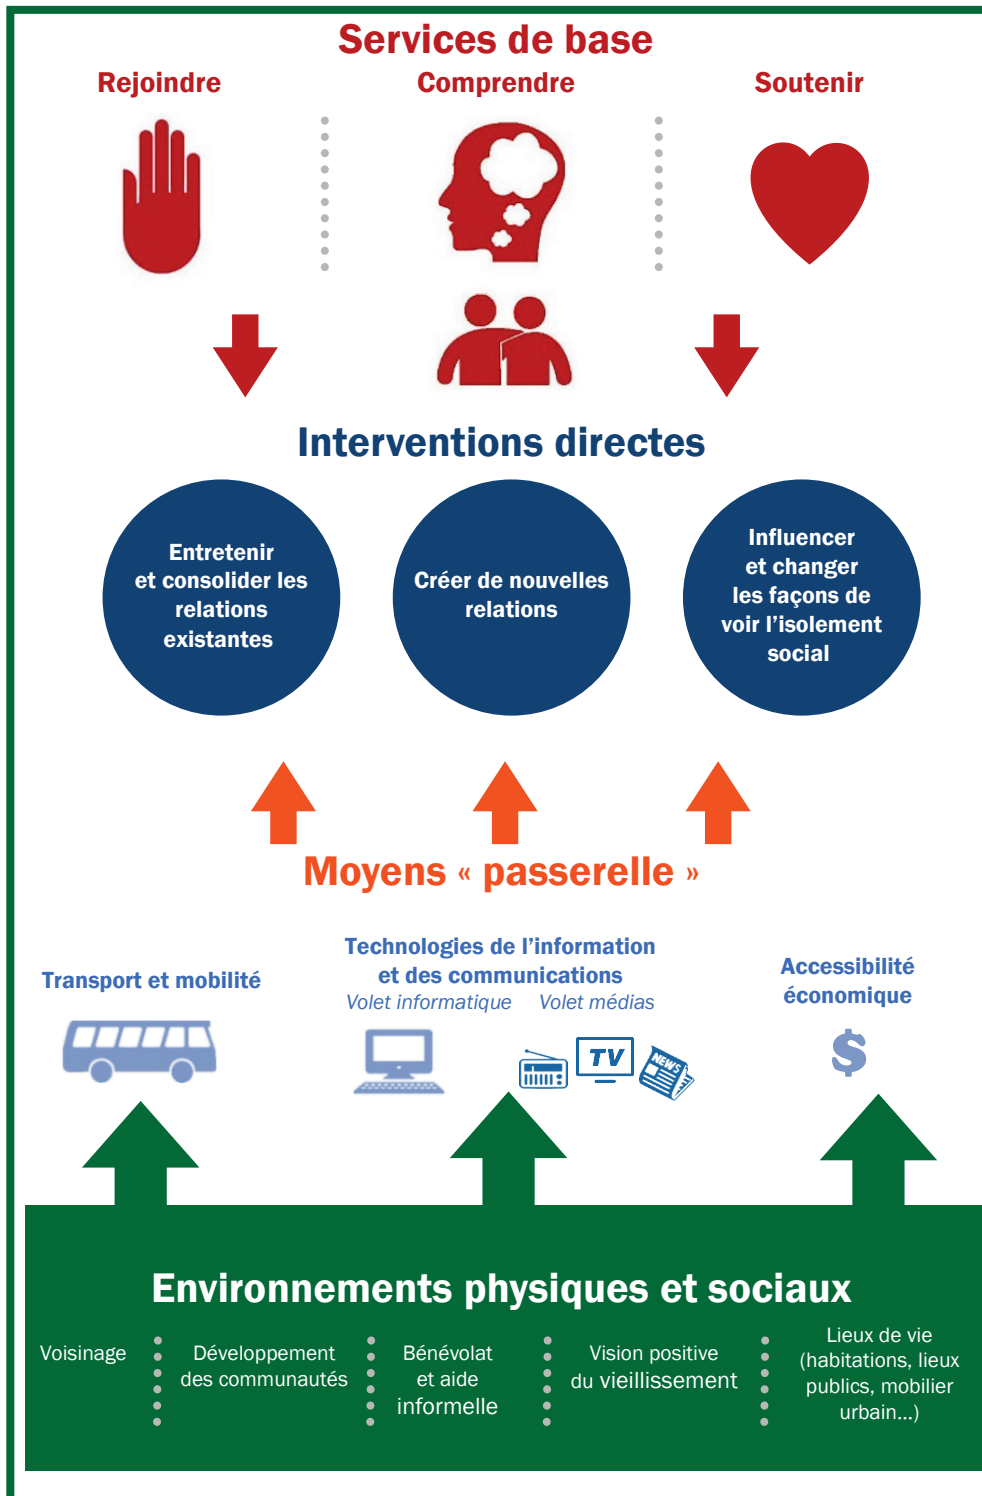 Services de base
Rejoindre
Comprendre
Soutenir
Interventions directes
Entretenir
et consolider les
relations
existantes
Créer de nouvelles
relations
Influencer
et changer
les façons de
voir l’isolement
social
Moyens « passerelle »
Transport et mobilité
Technologies de l’information
et des communications
Volet informatique Volet médias
TV
NEWS
Accessibilité
économique
$
Environnements physiques et sociaux
Voisinage
Développement
des communautés
Bénévolat
et aide
informelle
Vision positive
du vieillissement
Lieux de vie
(habitations, lieux
publics, mobilier
urbain...)